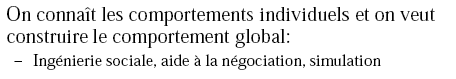 On connaît les comportements individuels et on veut
construire le comportement global:
– Ingénierie sociale, aide à la négociation, simulation